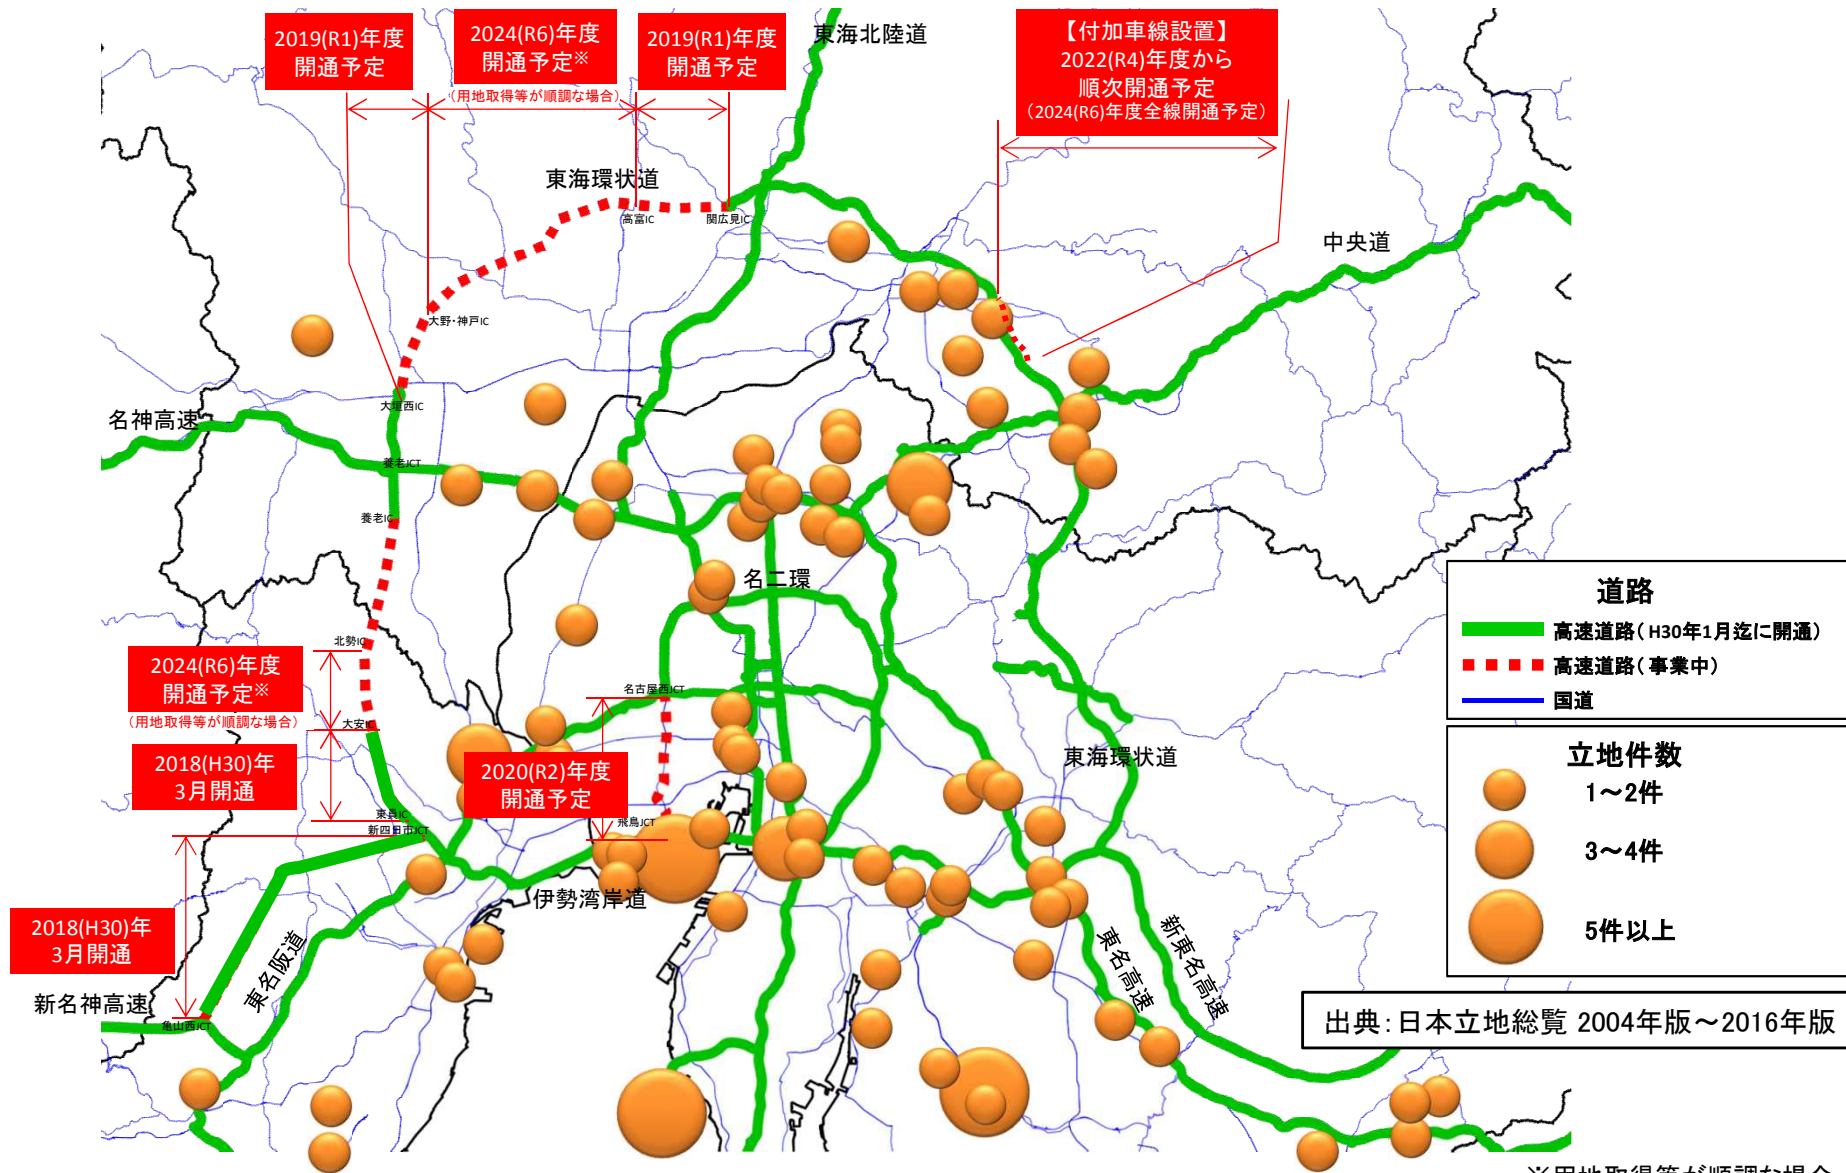 2019(R1)年度
開通予定
2024(R6)年度
開通予定※
(用地取得等が順調な場合)
2019(R1)年度
開通予定
東海北陸道
【付加車線設置】
2022(R4)年度から
順次開通予定
(2024(R6)年度全線開通予定)
東海環状道
高富IC
関広見IC
中央道
大野・神戸IC
大垣西IC
名神高速
養老JCT
養老IC
名二環
道路
高速道路(H30年1月迄に開通)
高速道路(事業中)
国道
北勢IC
2024(R6)年度
開通予定※
(用地取得等が順調な場合)
大安IC
名古屋西JCT
2018(H30)年
3月開通
2020(R2)年度
開通予定
東海環状道
立地件数
1～2件
3～4件
5件以上
東員IC
新四日市JCT
飛島JCT
伊勢湾岸道
2018(H30)年
3月開通
東名阪道
新名神高速
亀山西JCT
東名高速
新東名高速
出典:日本立地総覧 2004年版～2016年版
※用地取得等が順調な場合